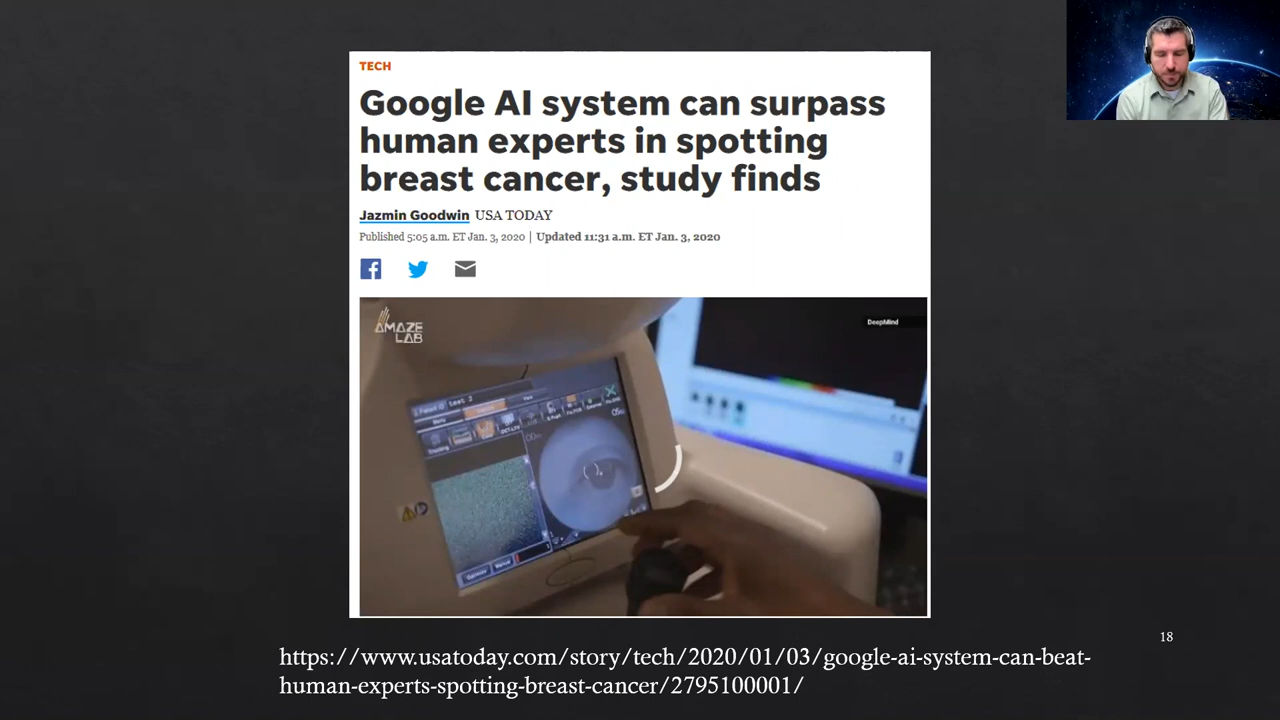 TECH
Google AI system can surpass
human experts in spotting
breast cancer, study finds
Jazmin Goodwin USA TODAY
Published 5:05 a.m. ET Jan. 3, 2020 | Updated 11:31 a.m. ET Jan. 3, 2020
AMAZE
LAB
DeepMind
test 2
18
https://www.usatoday.com/story/tech/2020/01/03/google-ai-system-can-beat-
human-experts-spotting-breast-cancer/2795100001/